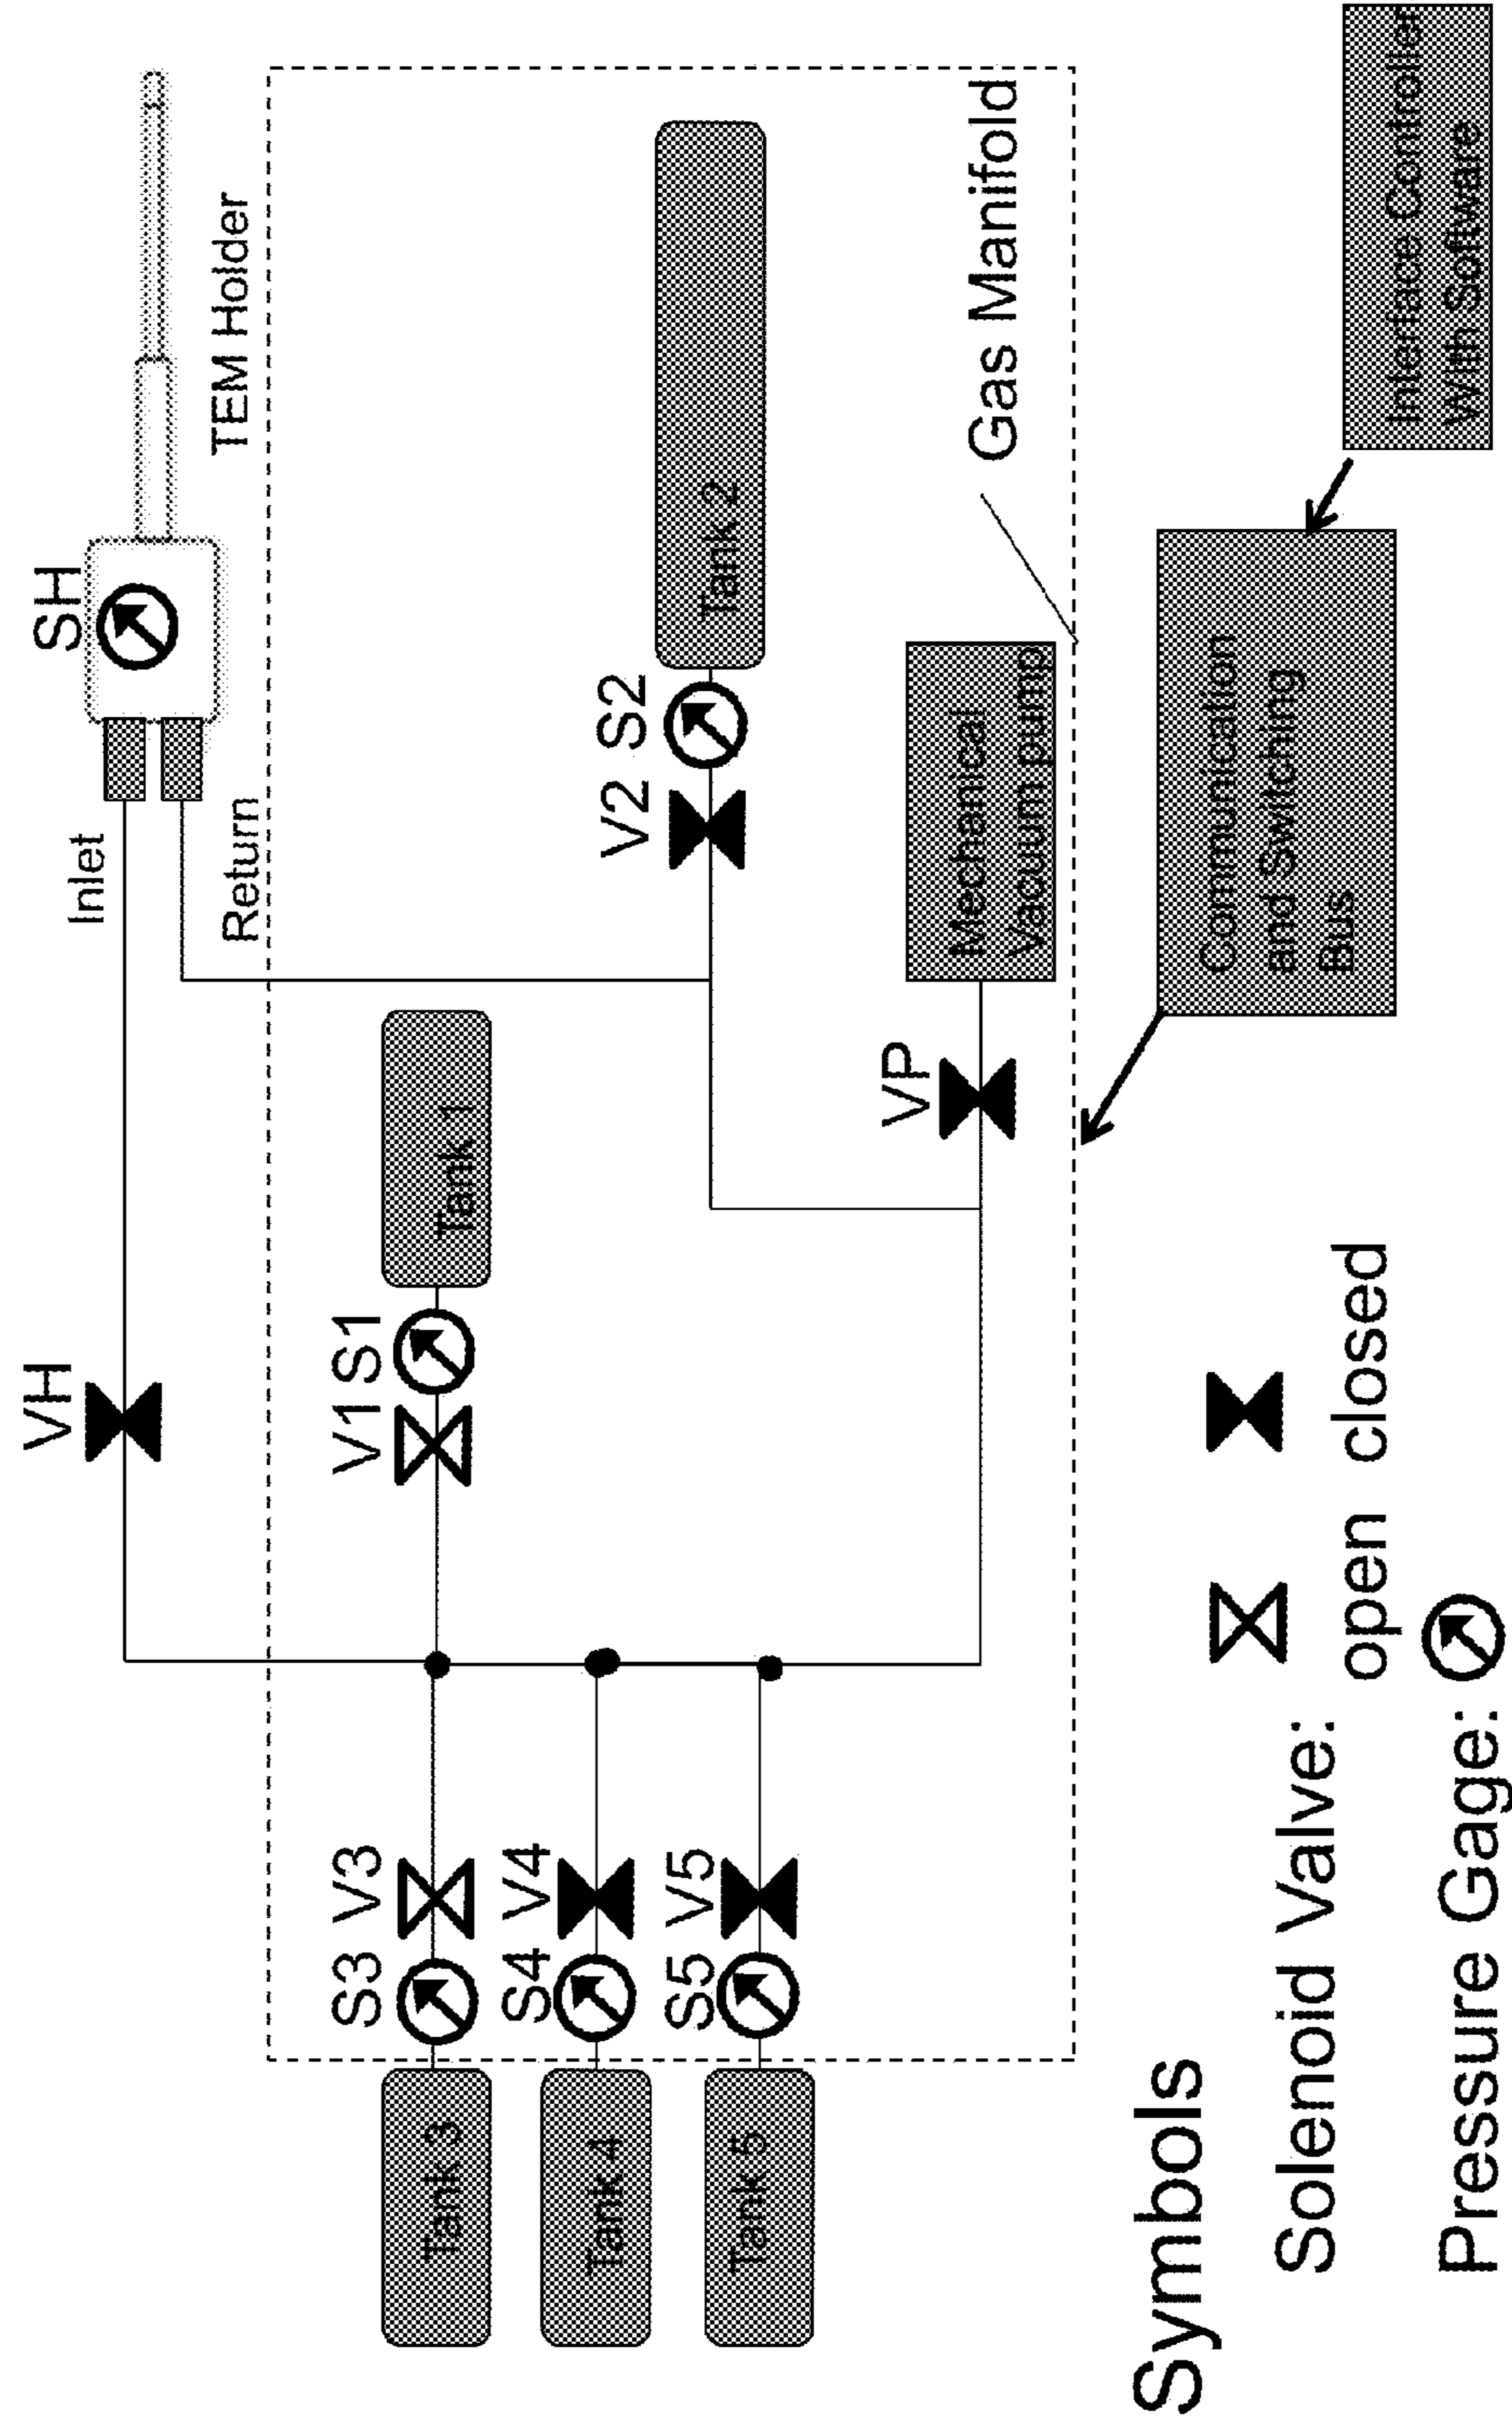 SH
TEM Holder
Inlet
Return
VH
V1 S1
Tank 1
V2 S2
Tank 2
S3 V3
Tank 3
S4 V4
Tank 4
S5 V5
Tank 5
VP
Mechanical
Vacuum pump
Gas Manifold
Communication
and Switching
Bus
Interface Controller
With Software
Symbols
Solenoid Valve:
open closed
Pressure Gage: